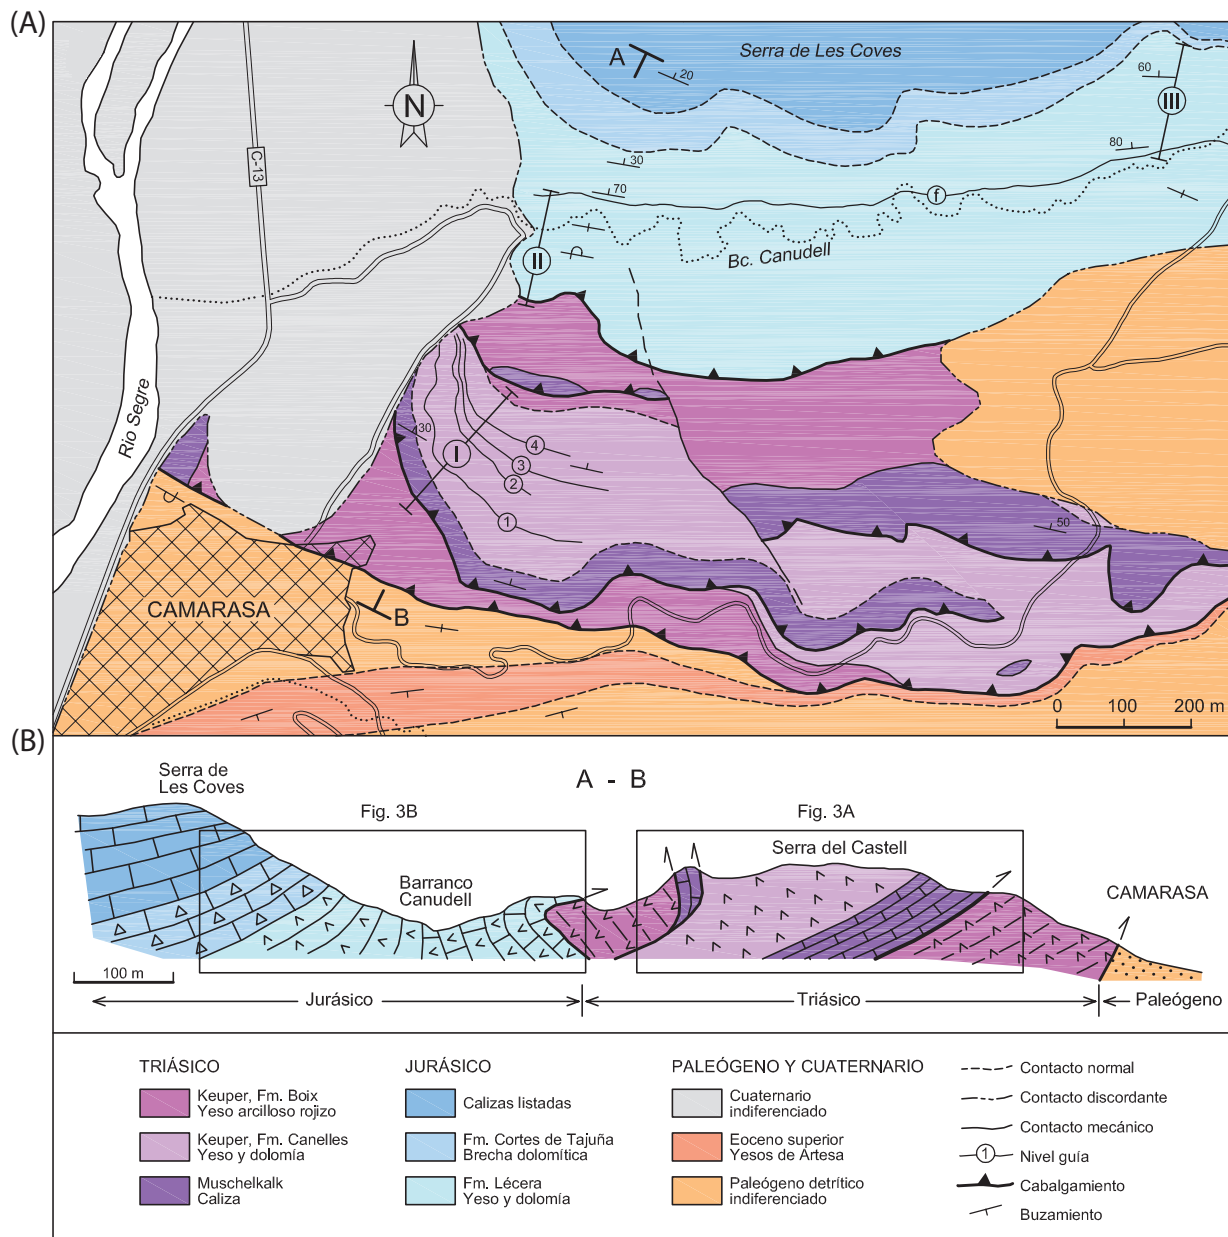 (A)
Serra de Les Coves
A
20
60
III
N
C-13
30
80
70
f
II
Bc. Canudell
Rio Segre
30
I
4
3
2
1
50
CAMARASA
B
0 100 200 m
(B)
Serra de
Les Coves
A - B
Fig. 3B
Fig. 3A
Serra del Castell
Barranco
Canudell
CAMARASA
100 m
Jurásico
Triásico
Paleógeno
TRIÁSICO
Keuper, Fm. Boix
Yeso arcilloso rojizo
Keuper, Fm. Canelles
Yeso y dolomía
Muschelkalk
Caliza
JURÁSICO
Calizas listadas
Fm. Cortes de Tajuña
Brecha dolomítica
Fm. Lécera
Yeso y dolomía
PALEÓGENO Y CUATERNARIO
Cuaternario
indiferenciado
Eoceno superior
Yesos de Artesa
Paleógeno detrítico
indiferenciado
Contacto normal
Contacto discordante
Contacto mecánico
1 Nivel guía
Cabalgamiento
Buzamiento